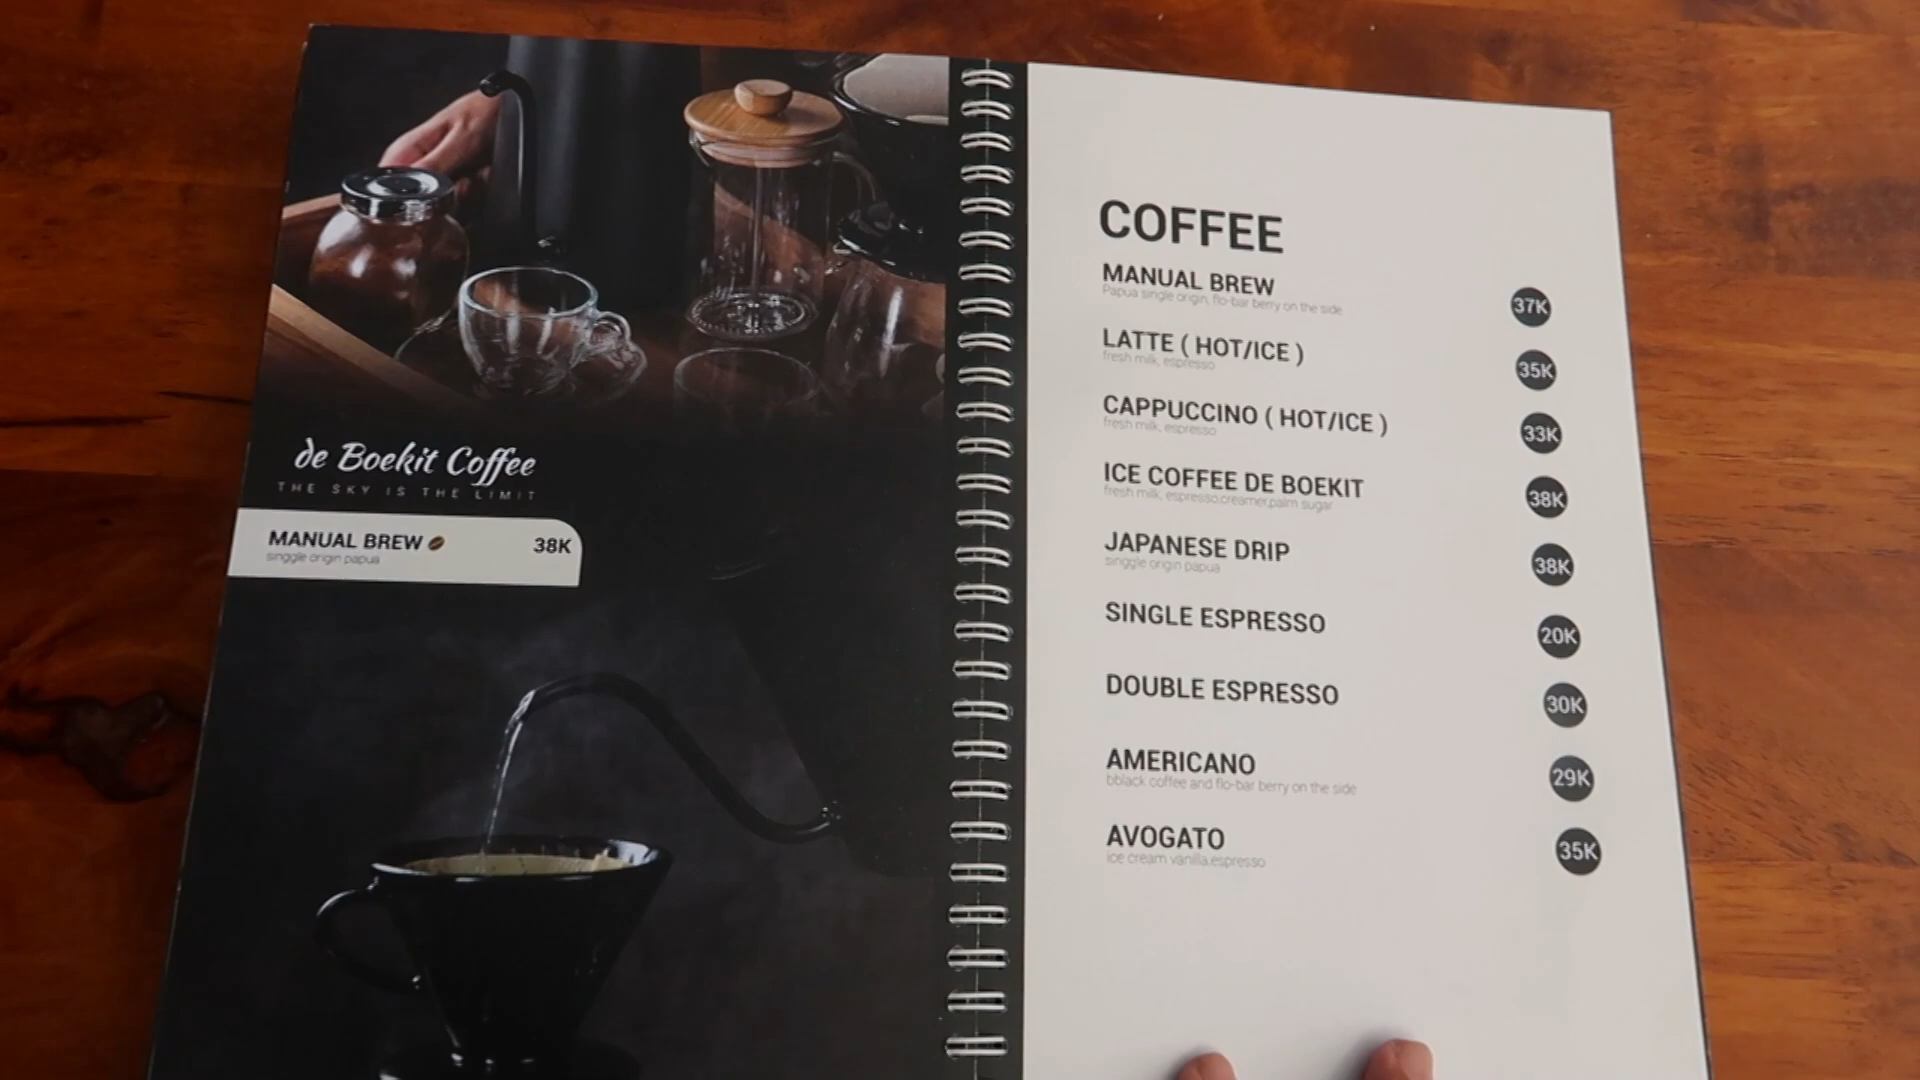 de Boekit Coffee
THE SKY IS THE LIMIT
MANUAL BREW 38K
singgle origin papua
COFFEE
MANUAL BREW 37K
Papua single origin, flo-bar berry on the side
LATTE ( HOT/ICE ) 35K
fresh milk, espresso
CAPPUCCINO ( HOT/ICE ) 33K
fresh milk, espresso
ICE COFFEE DE BOEKIT 38K
fresh milk, espresso,creamer,palm sugar
JAPANESE DRIP 38K
singgle origin papua
SINGLE ESPRESSO 20K
DOUBLE ESPRESSO 30K
AMERICANO 29K
bblack coffee and flo-bar berry on the side
AVOGATO 35K
ice cream vanilla,espresso